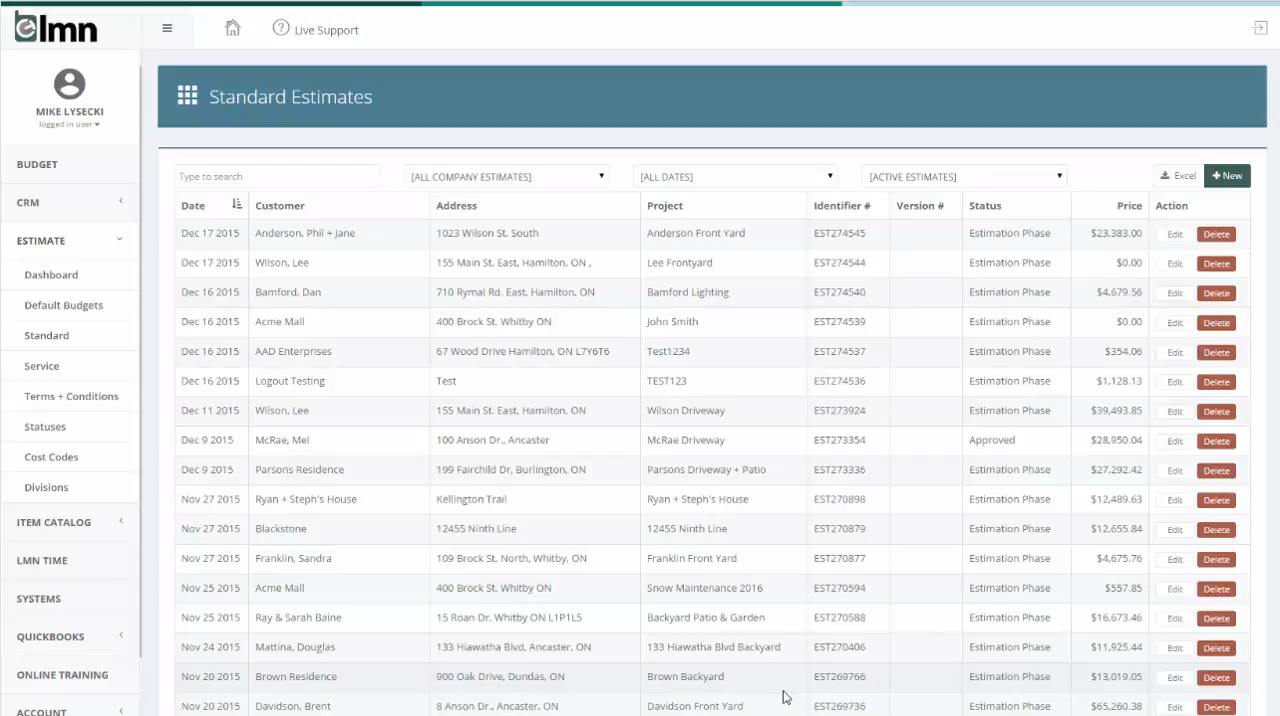 lmn
Live Support
MIKE LYSECKI
logged in user
BUDGET
CRM
ESTIMATE
Dashboard
Default Budgets
Standard
Service
Terms + Conditions
Statuses
Cost Codes
Divisions
ITEM CATALOG
LMN TIME
SYSTEMS
QUICKBOOKS
ONLINE TRAINING
ACCOUNT
Standard Estimates
Type to search [ALL COMPANY ESTIMATES] [ALL DATES] [ACTIVE ESTIMATES] Excel + New
Date Customer Address Project Identifier # Version # Status Price Action
Dec 17 2015 Anderson, Phil + Jane 1023 Wilson St. South Anderson Front Yard EST274545 Estimation Phase $23,383.00 Edit Delete
Dec 17 2015 Wilson, Lee 155 Main St. East, Hamilton, ON , Lee Frontyard EST274544 Estimation Phase $0.00 Edit Delete
Dec 16 2015 Bamford, Dan 710 Rymal Rd. East, Hamilton, ON Bamford Lighting EST274540 Estimation Phase $4,679.56 Edit Delete
Dec 16 2015 Acme Mall 400 Brock St. Whitby ON John Smith EST274539 Estimation Phase $0.00 Edit Delete
Dec 16 2015 AAD Enterprises 67 Wood Drive Hamilton, ON L7Y6T6 Test1234 EST274537 Estimation Phase $354.06 Edit Delete
Dec 16 2015 Logout Testing Test TEST123 EST274536 Estimation Phase $1,128.13 Edit Delete
Dec 11 2015 Wilson, Lee 155 Main St. East, Hamilton, ON Wilson Driveway EST273924 Estimation Phase $39,493.85 Edit Delete
Dec 9 2015 McRae, Mel 100 Anson Dr., Ancaster McRae Driveway EST273354 Approved $28,950.04 Edit Delete
Dec 9 2015 Parsons Residence 199 Fairchild Dr, Burlington, ON Parsons Driveway + Patio EST273336 Estimation Phase $27,292.42 Edit Delete
Nov 27 2015 Ryan + Steph's House Kellington Trail Ryan + Steph's House EST270898 Estimation Phase $12,489.63 Edit Delete
Nov 27 2015 Blackstone 12455 Ninth Line 12455 Ninth Line EST270879 Estimation Phase $12,655.84 Edit Delete
Nov 27 2015 Franklin, Sandra 109 Brock St. North, Whitby, ON Franklin Front Yard EST270877 Estimation Phase $4,675.76 Edit Delete
Nov 25 2015 Acme Mall 400 Brock St. Whitby ON Snow Maintenance 2016 EST270594 Estimation Phase $557.85 Edit Delete
Nov 25 2015 Ray & Sarah Baine 15 Roan Dr. Whitby ON L1P1L5 Backyard Patio & Garden EST270588 Estimation Phase $16,673.46 Edit Delete
Nov 24 2015 Mattina, Douglas 133 Hiawatha Blvd, Ancaster, ON 133 Hiawatha Blvd Backyard EST270406 Estimation Phase $11,925.44 Edit Delete
Nov 20 2015 Brown Residence 900 Oak Drive, Dundas, ON Brown Backyard EST269766 Estimation Phase $13,019.05 Edit Delete
Nov 20 2015 Davidson, Brent 8 Anson Dr., Ancaster, ON Davidson Front Yard EST269736 Estimation Phase $65,260.38 Edit Delete